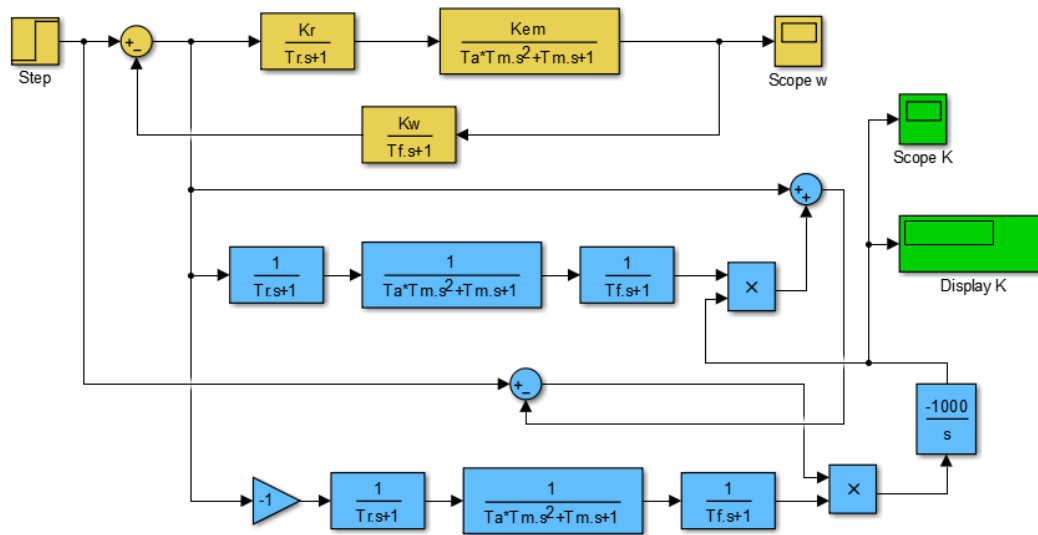 Step
+
−
Kr
Tr.s+1
Kem
Ta*Tm.s²+Tm.s+1
Scope w
Kw
Tf.s+1
Scope K
+
+
1
Tr.s+1
1
Ta*Tm.s²+Tm.s+1
1
Tf.s+1
×
Display K
+
−
-1000
s
-1
1
Tr.s+1
1
Ta*Tm.s²+Tm.s+1
1
Tf.s+1
×